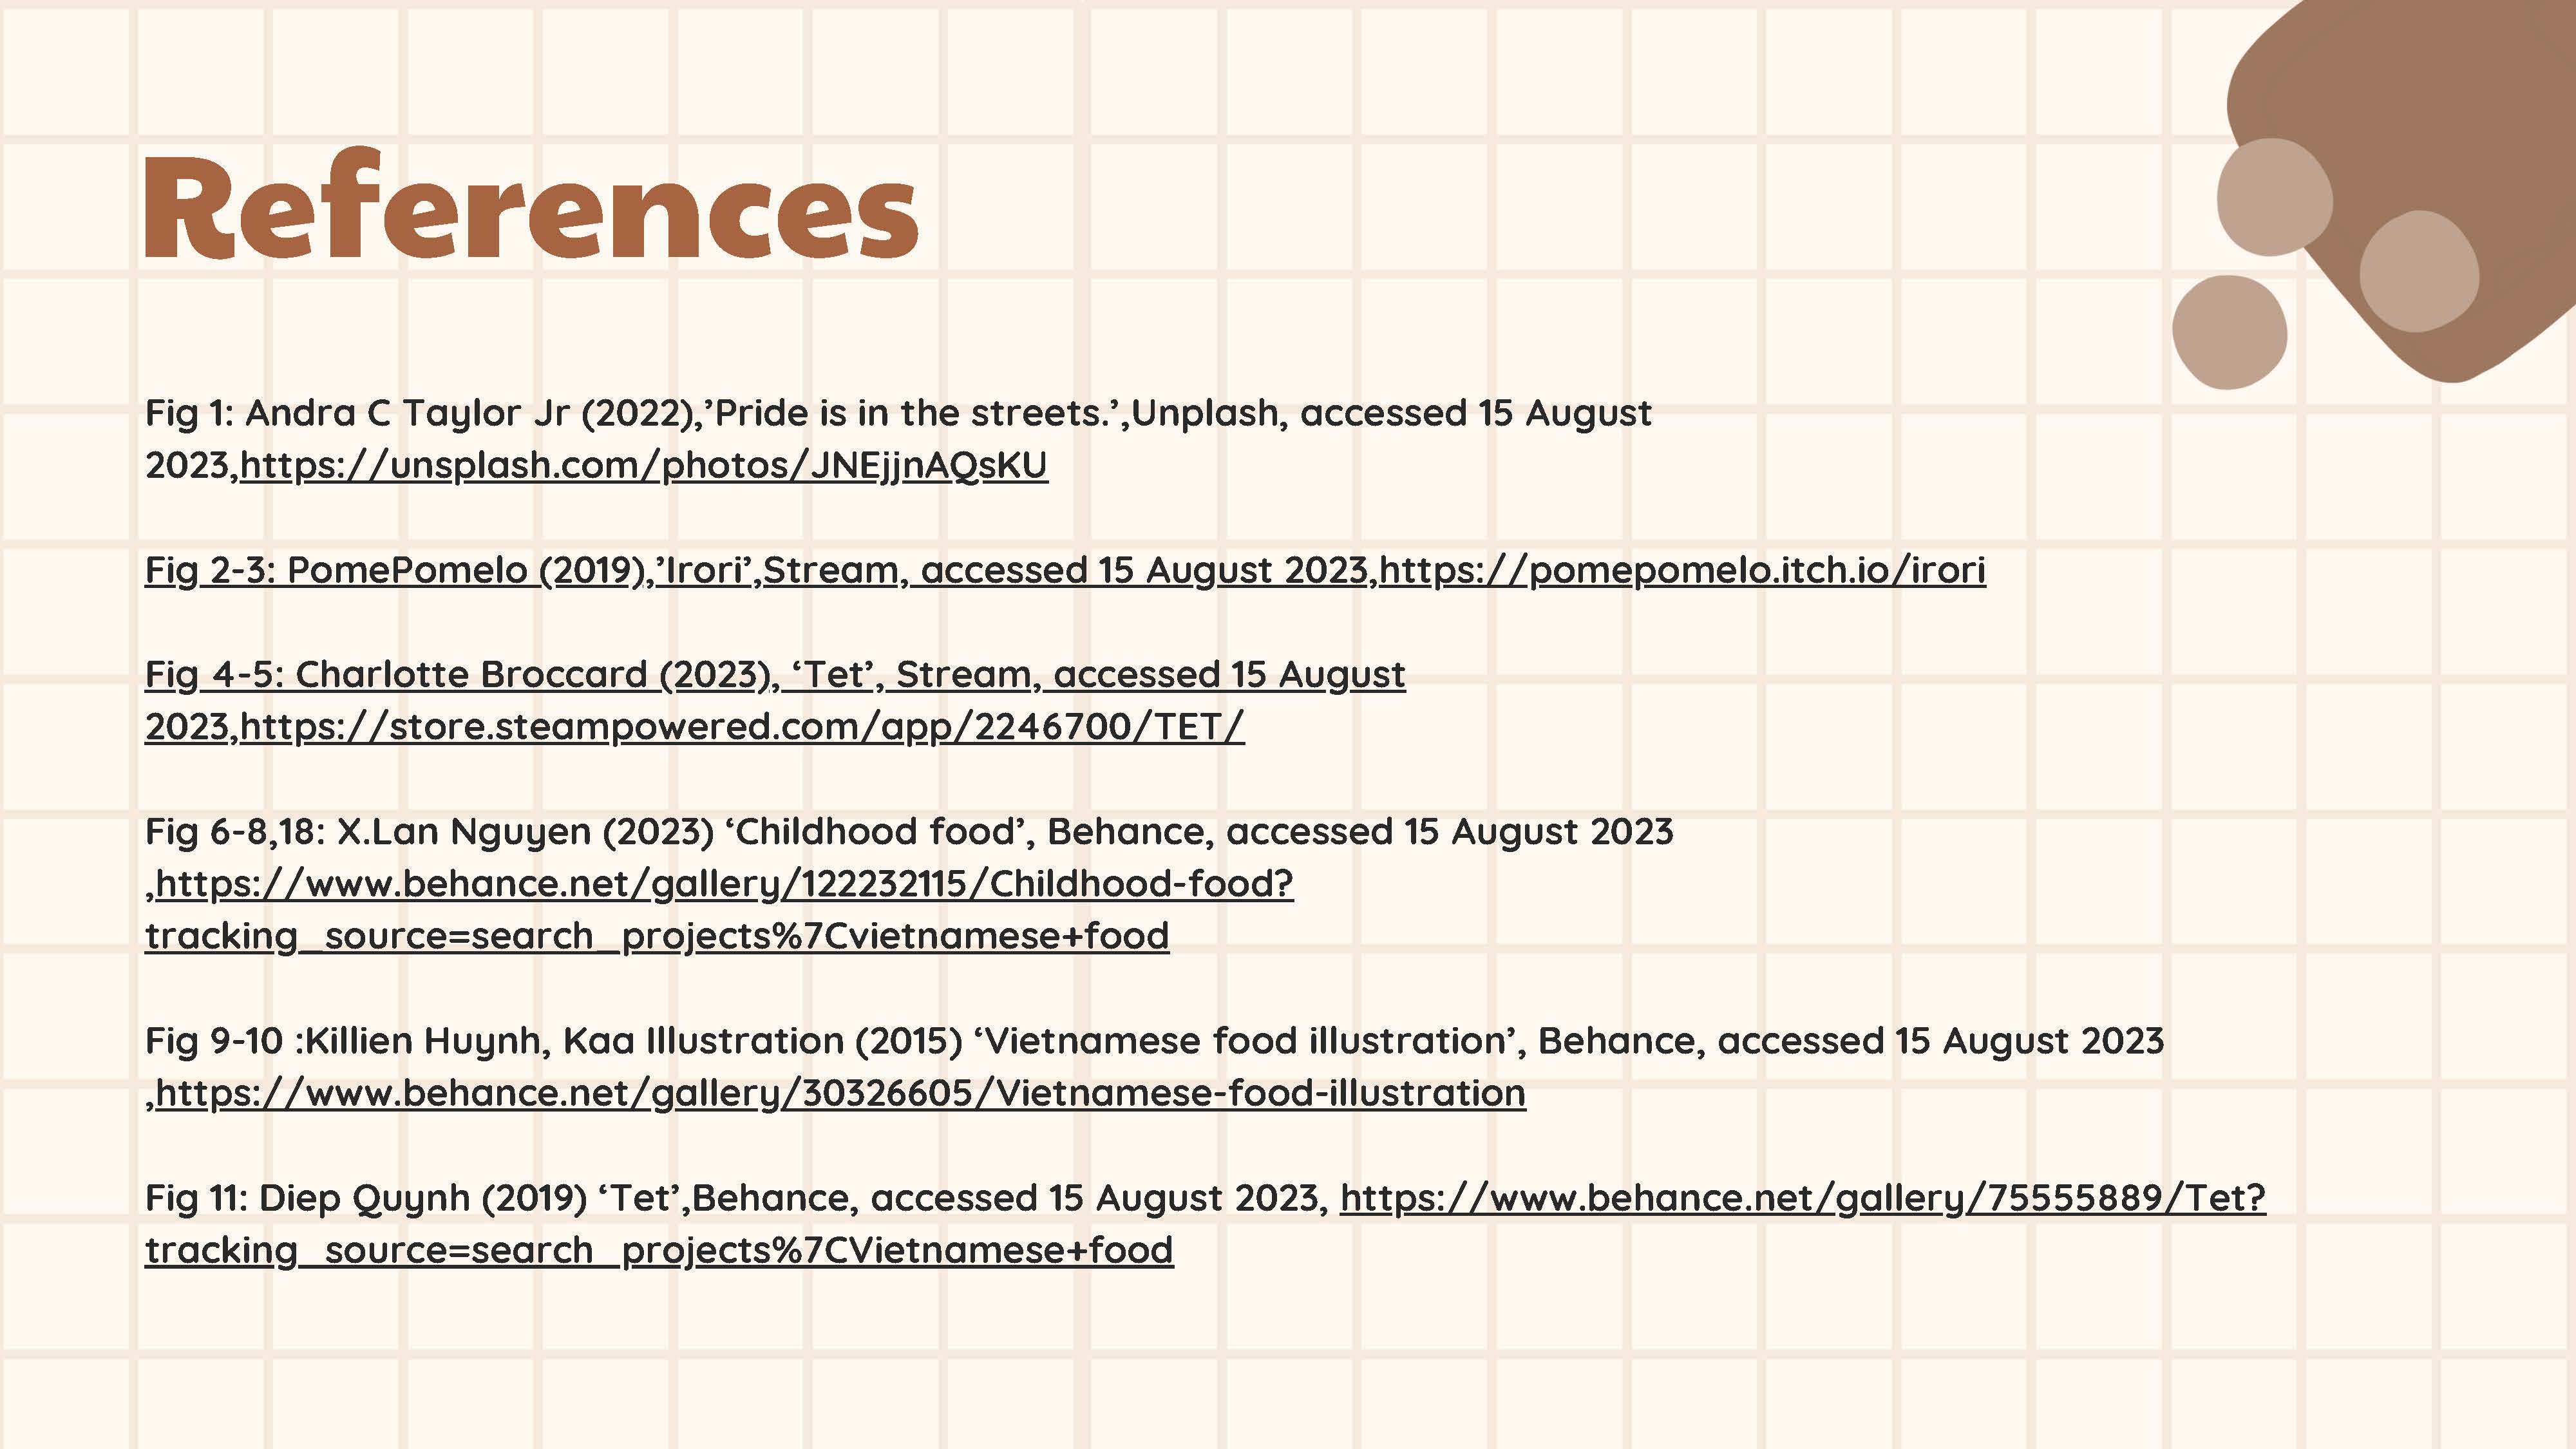 References
Fig 1: Andra C Taylor Jr (2022),’Pride is in the streets.’,Unplash, accessed 15 August
2023,https://unsplash.com/photos/JNEjjnAQsKU
Fig 2-3: PomePomelo (2019),’Irori’,Stream, accessed 15 August 2023,https://pomepomelo.itch.io/irori
Fig 4-5: Charlotte Broccard (2023), ‘Tet’, Stream, accessed 15 August
2023,https://store.steampowered.com/app/2246700/TET/
Fig 6-8,18: X.Lan Nguyen (2023) ‘Childhood food’, Behance, accessed 15 August 2023
,https://www.behance.net/gallery/122232115/Childhood-food?
tracking_source=search_projects%7Cvietnamese+food
Fig 9-10 :Killien Huynh, Kaa Illustration (2015) ‘Vietnamese food illustration’, Behance, accessed 15 August 2023
,https://www.behance.net/gallery/30326605/Vietnamese-food-illustration
Fig 11: Diep Quynh (2019) ‘Tet’,Behance, accessed 15 August 2023, https://www.behance.net/gallery/75555889/Tet?
tracking_source=search_projects%7CVietnamese+food